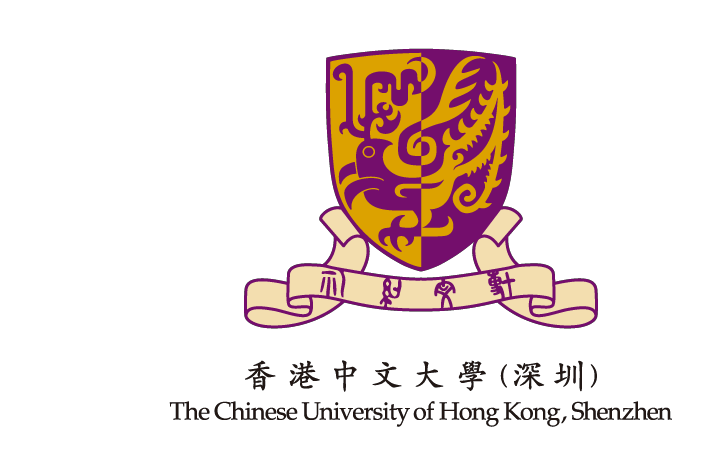 香港中文大學(深圳)
The Chinese University of Hong Kong, Shenzhen